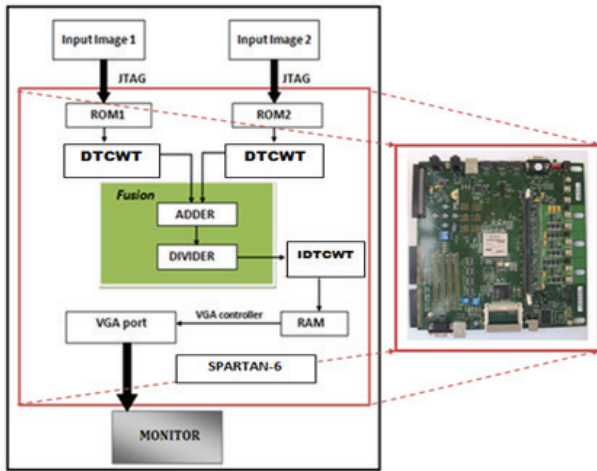 Input Image 1
Input Image 2
JTAG
JTAG
ROM1
ROM2
DTCWT
DTCWT
Fusion
ADDER
DIVIDER
IDTCWT
VGA port
VGA controller
RAM
SPARTAN-6
MONITOR